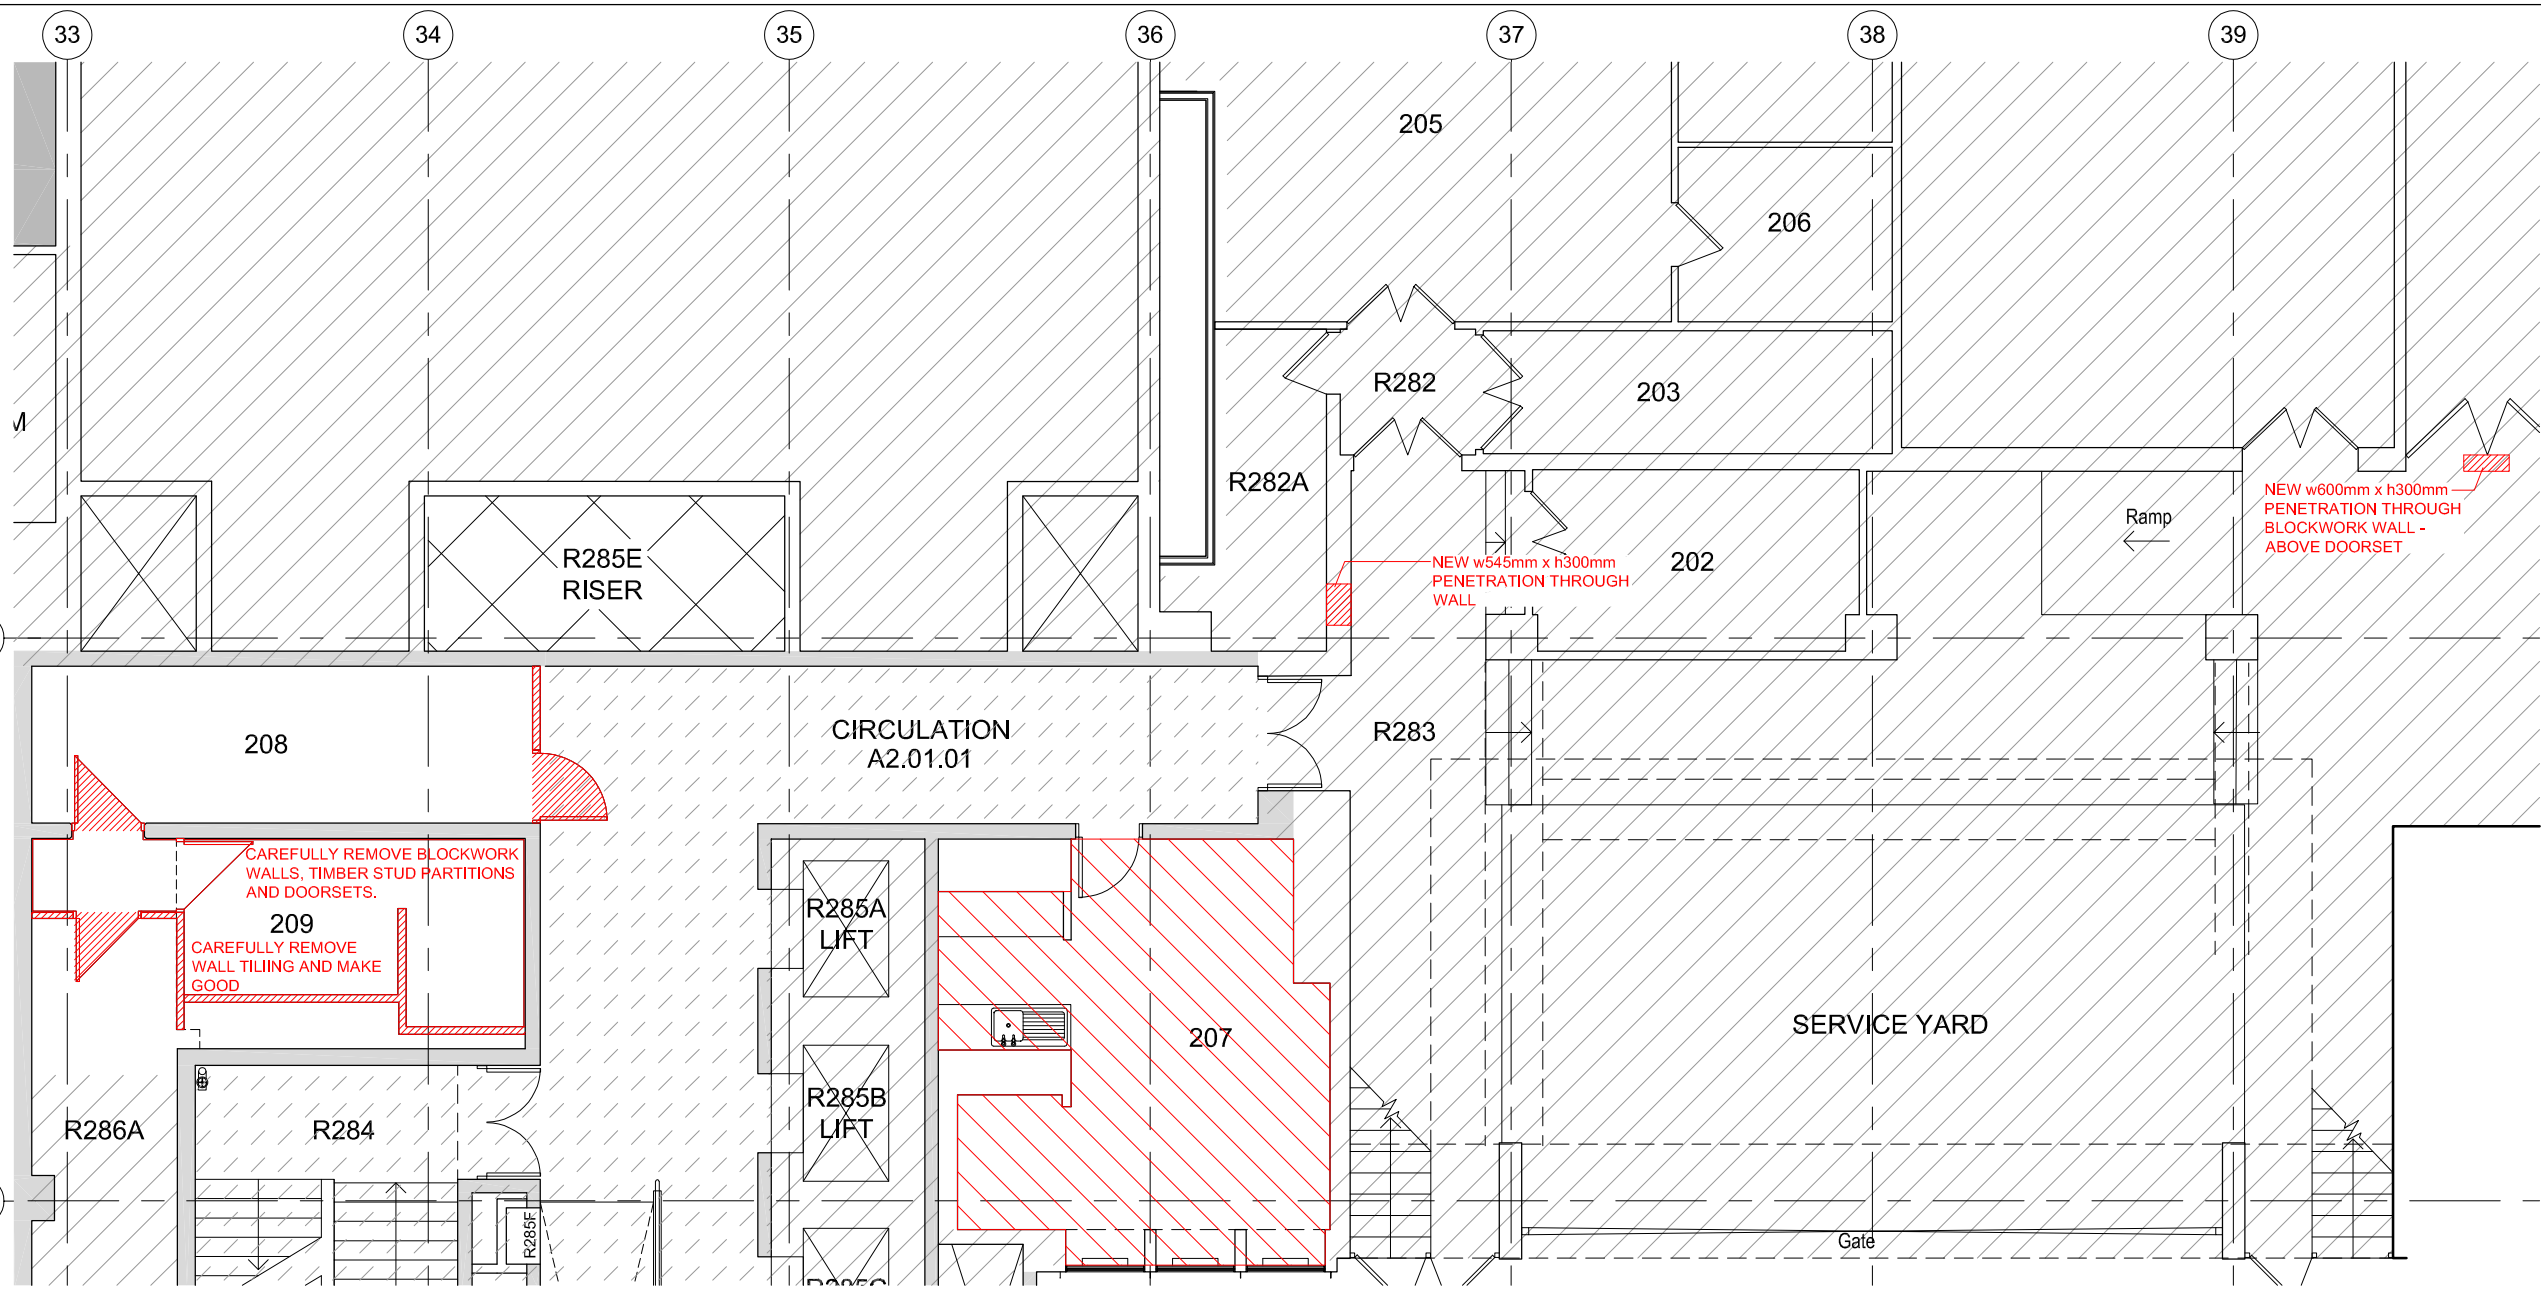 33
34
35
36
37
38
39
205
206
R282
203
M
R282A
R285E
RISER
NEW w545mm x h300mm
PENETRATION THROUGH
WALL
202
Ramp
NEW w600mm x h300mm
PENETRATION THROUGH
BLOCKWORK WALL -
ABOVE DOORSET
208
CIRCULATION
A2.01.01
R283
CAREFULLY REMOVE BLOCKWORK
WALLS, TIMBER STUD PARTITIONS
AND DOORSETS.
209
CAREFULLY REMOVE
WALL TILIING AND MAKE
GOOD
R285A
LIFT
207
SERVICE YARD
R285B
LIFT
R286A
R284
R285F
Gate
R285C